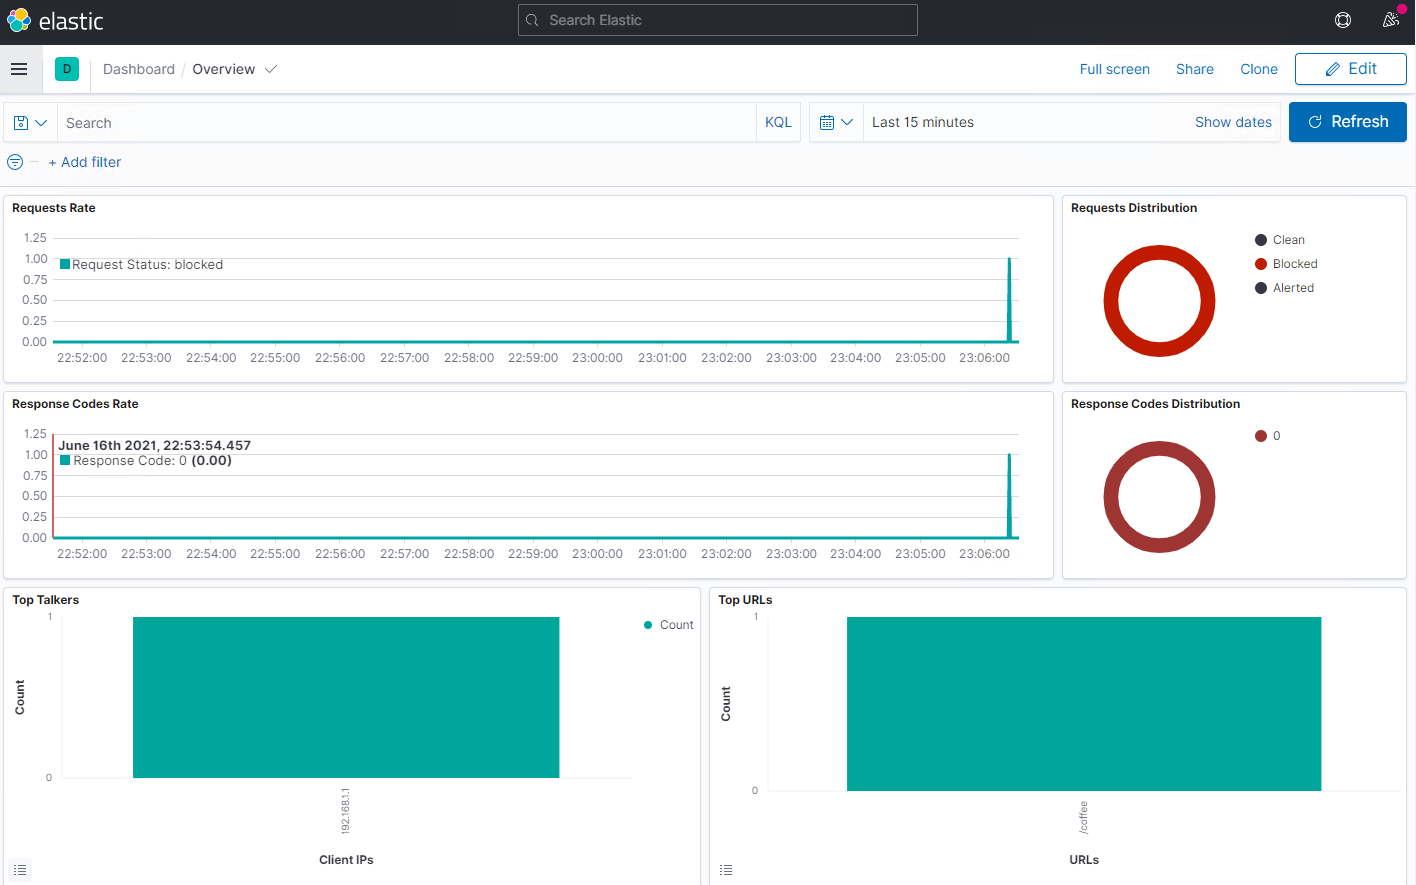 elastic
Search Elastic
D
Dashboard / Overview
Full screen
Share
Clone
Edit
Search
KQL
Last 15 minutes
Show dates
Refresh
+ Add filter
Requests Rate
1.25
1.00
0.75
0.50
0.25
0.00
Request Status: blocked
22:52:00 22:53:00 22:54:00 22:55:00 22:56:00 22:57:00 22:58:00 22:59:00 23:00:00 23:01:00 23:02:00 23:03:00 23:04:00 23:05:00 23:06:00
Requests Distribution
Clean
Blocked
Alerted
Response Codes Rate
1.25
1.00
0.75
0.50
0.25
0.00
June 16th 2021, 22:53:54.457
Response Code: 0 (0.00)
22:52:00 22:53:00 22:54:00 22:55:00 22:56:00 22:57:00 22:58:00 22:59:00 23:00:00 23:01:00 23:02:00 23:03:00 23:04:00 23:05:00 23:06:00
Response Codes Distribution
0
Top Talkers
1
0
Count
Count
192.168.1.1
Client IPs
Top URLs
1
0
Count
/coffee
URLs